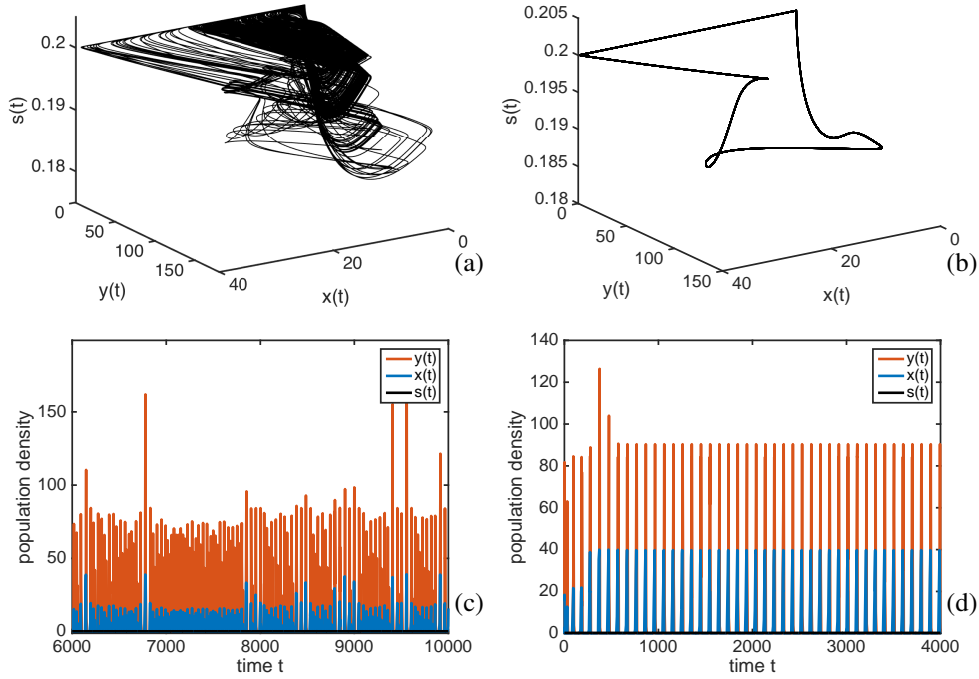 0.2
0.19
0.18
s(t)
0
50
100
150
y(t)
40
20
0
x(t)
(a)
0.205
0.2
0.195
0.19
0.185
0.18
s(t)
0
50
100
150
y(t)
40
20
0
x(t)
(b)
150
100
50
0
population density
6000 7000 8000 9000 10000
time t
y(t)
x(t)
s(t)
(c)
140
120
100
80
60
40
20
0
population density
0 1000 2000 3000 4000
time t
y(t)
x(t)
s(t)
(d)